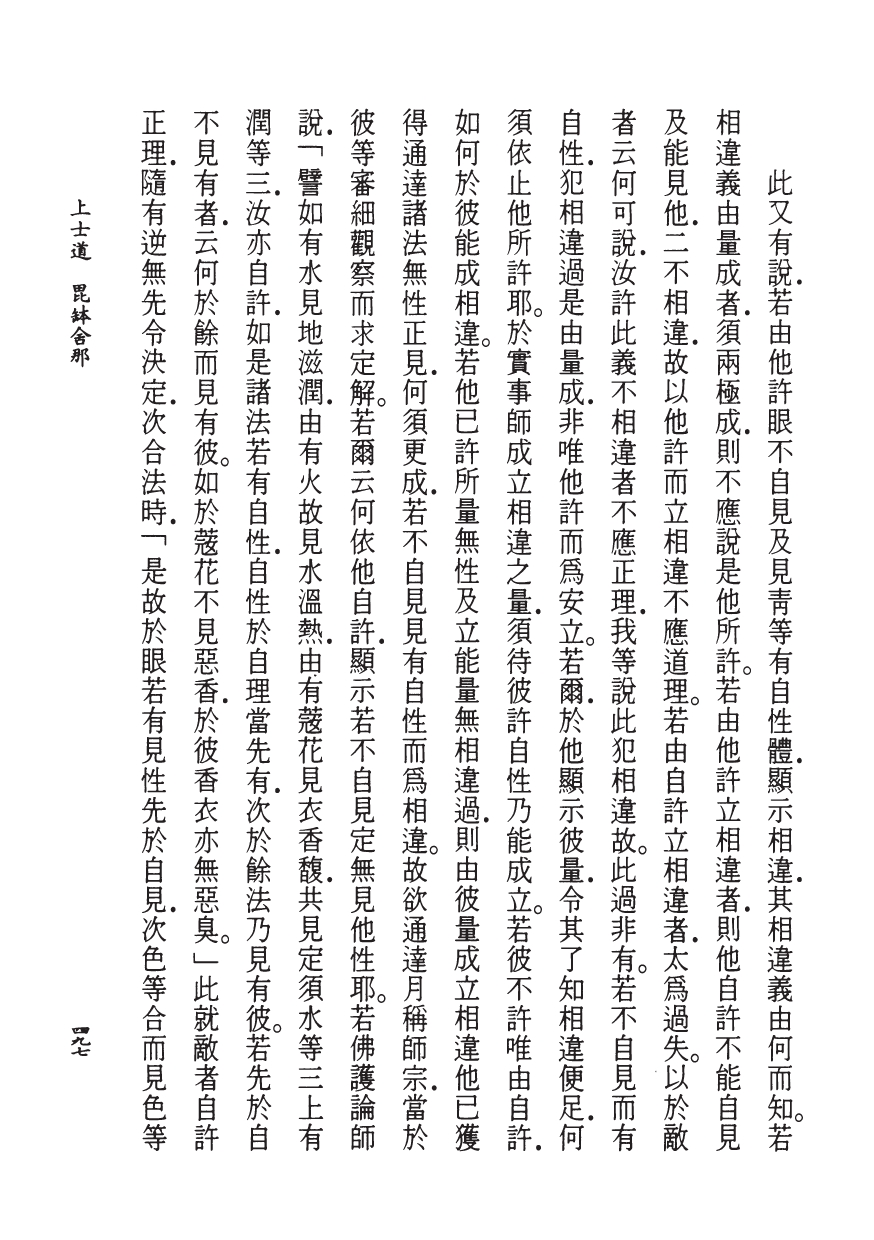 此又有說．若由他許眼不自見及見靑等有自性體．顯示相違．其相違義由何而知。若
相違義由量成者．須兩極成．則不應說是他所許。若由他許立相違者．則他自許不能自見
及能見他．二不相違．故以他許而立相違不應道理。若由自許立相違者．太爲過失。以於敵
者云何可說．汝許此義不相違者不應正理．我等說此犯相違故。此過非有。若不自見而有
自性．犯相違過是由量成．非唯他許而爲安立。若爾．於他顯示彼量．令其了知相違便足．何
須依止他所許耶。於實事師成立相違之量．須待彼許自性乃能成立。若彼不許唯由自許．
如何於彼能成相違。若他已許所量無性及立能量無相違過．則由彼量成立相違．他已獲
得通達諸法無性正見．何須更成．若不自見見有自性而爲相違。故欲通達月稱師宗．當於
彼等審細觀察而求定解。若爾云何依他自許．顯示若不自見定無見他性耶。若佛護論師
說．「譬如有水見地滋潤．由有火故見水溫熱．由有蔻花見衣香馥．共見定須水等三上有
潤等三．汝亦自許．如是諸法若有自性．自性於自理當先有．次於餘法乃見有彼。若先於自
不見有者．云何於餘而見有彼。如於蔻花不見惡香．於彼香衣亦無惡臭。」此就敵者自許
正理．隨有逆無先令決定．次合法時．「是故於眼若有見性先於自見．次色等合而見色等
上士道　毘鉢舍那
四九七